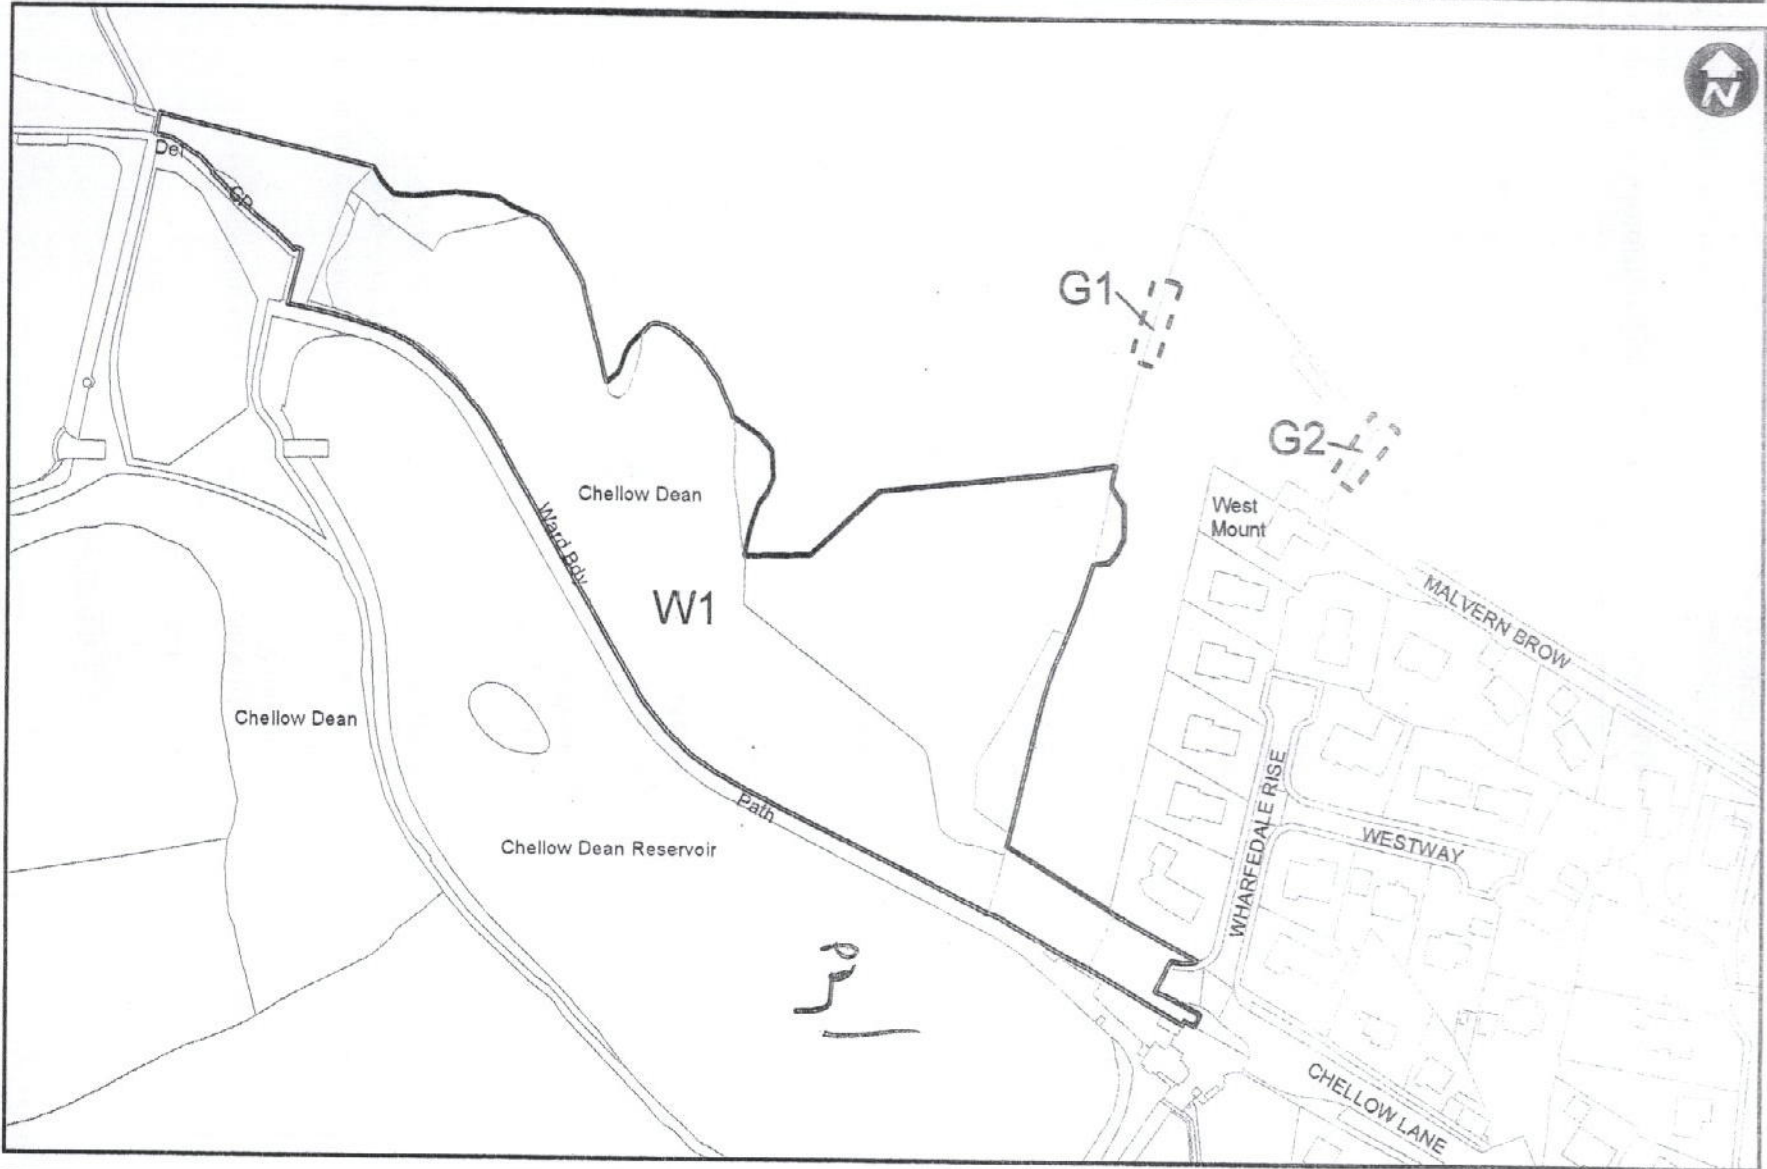 N
Def
G1
G2
Chellow Dean
West
Mount
Ward Bdy
MALVERN BROW
W1
Chellow Dean
WHARFEDALE RISE
Path
WESTWAY
Chellow Dean Reservoir
CHELLOW LANE